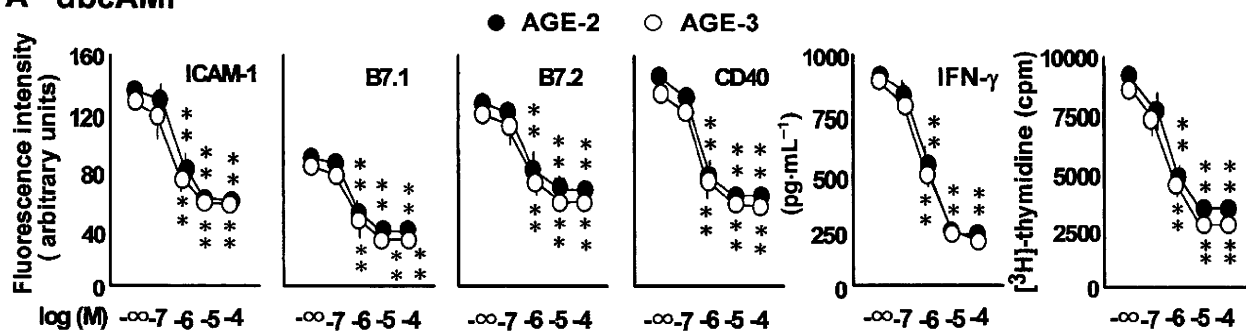 A dbcAMP
● AGE-2 ○ AGE-3
Fluorescence intensity
( arbitrary units)
160
120
80
40
0
ICAM-1
B7.1
B7.2
CD40
(pg·mL⁻¹)
1000
750
500
250
0
IFN-γ
[³H]-thymidine (cpm)
10000
7500
5000
2500
0
log (M) -∞ -7 -6 -5 -4 -∞ -7 -6 -5 -4 -∞ -7 -6 -5 -4 -∞ -7 -6 -5 -4 -∞ -7 -6 -5 -4 -∞ -7 -6 -5 -4